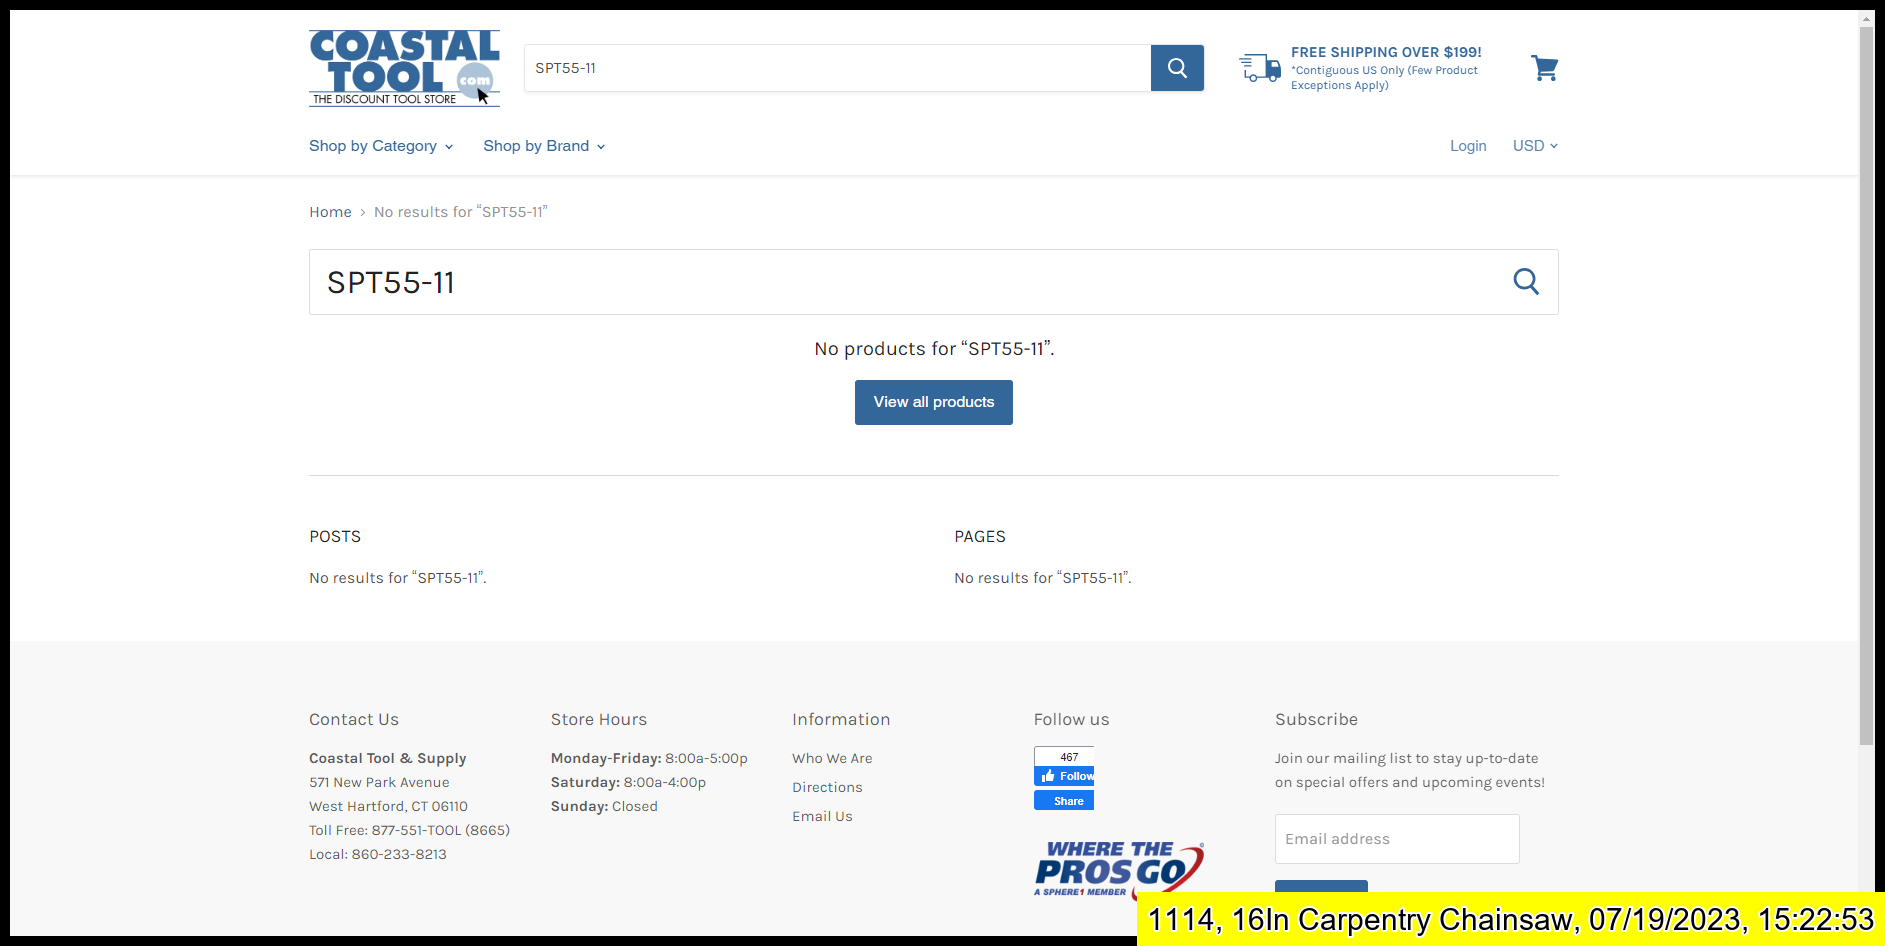 COASTAL
TOOL com
THE DISCOUNT TOOL STORE
SPT55-11
FREE SHIPPING OVER $199!
*Contiguous US Only (Few Product
Exceptions Apply)
Shop by Category
Shop by Brand
Login
USD
Home > No results for “SPT55-11”
SPT55-11
No products for “SPT55-11”.
View all products
POSTS
No results for “SPT55-11”.
PAGES
No results for “SPT55-11”.
Contact Us
Coastal Tool & Supply
571 New Park Avenue
West Hartford, CT 06110
Toll Free: 877-551-TOOL (8665)
Local: 860-233-8213
Store Hours
Monday-Friday: 8:00a-5:00p
Saturday: 8:00a-4:00p
Sunday: Closed
Information
Who We Are
Directions
Email Us
Follow us
467
Follow
Share
WHERE THE
PROS GO
A SPHERE1 MEMBER
Subscribe
Join our mailing list to stay up-to-date
on special offers and upcoming events!
Email address
1114, 16In Carpentry Chainsaw, 07/19/2023, 15:22:53